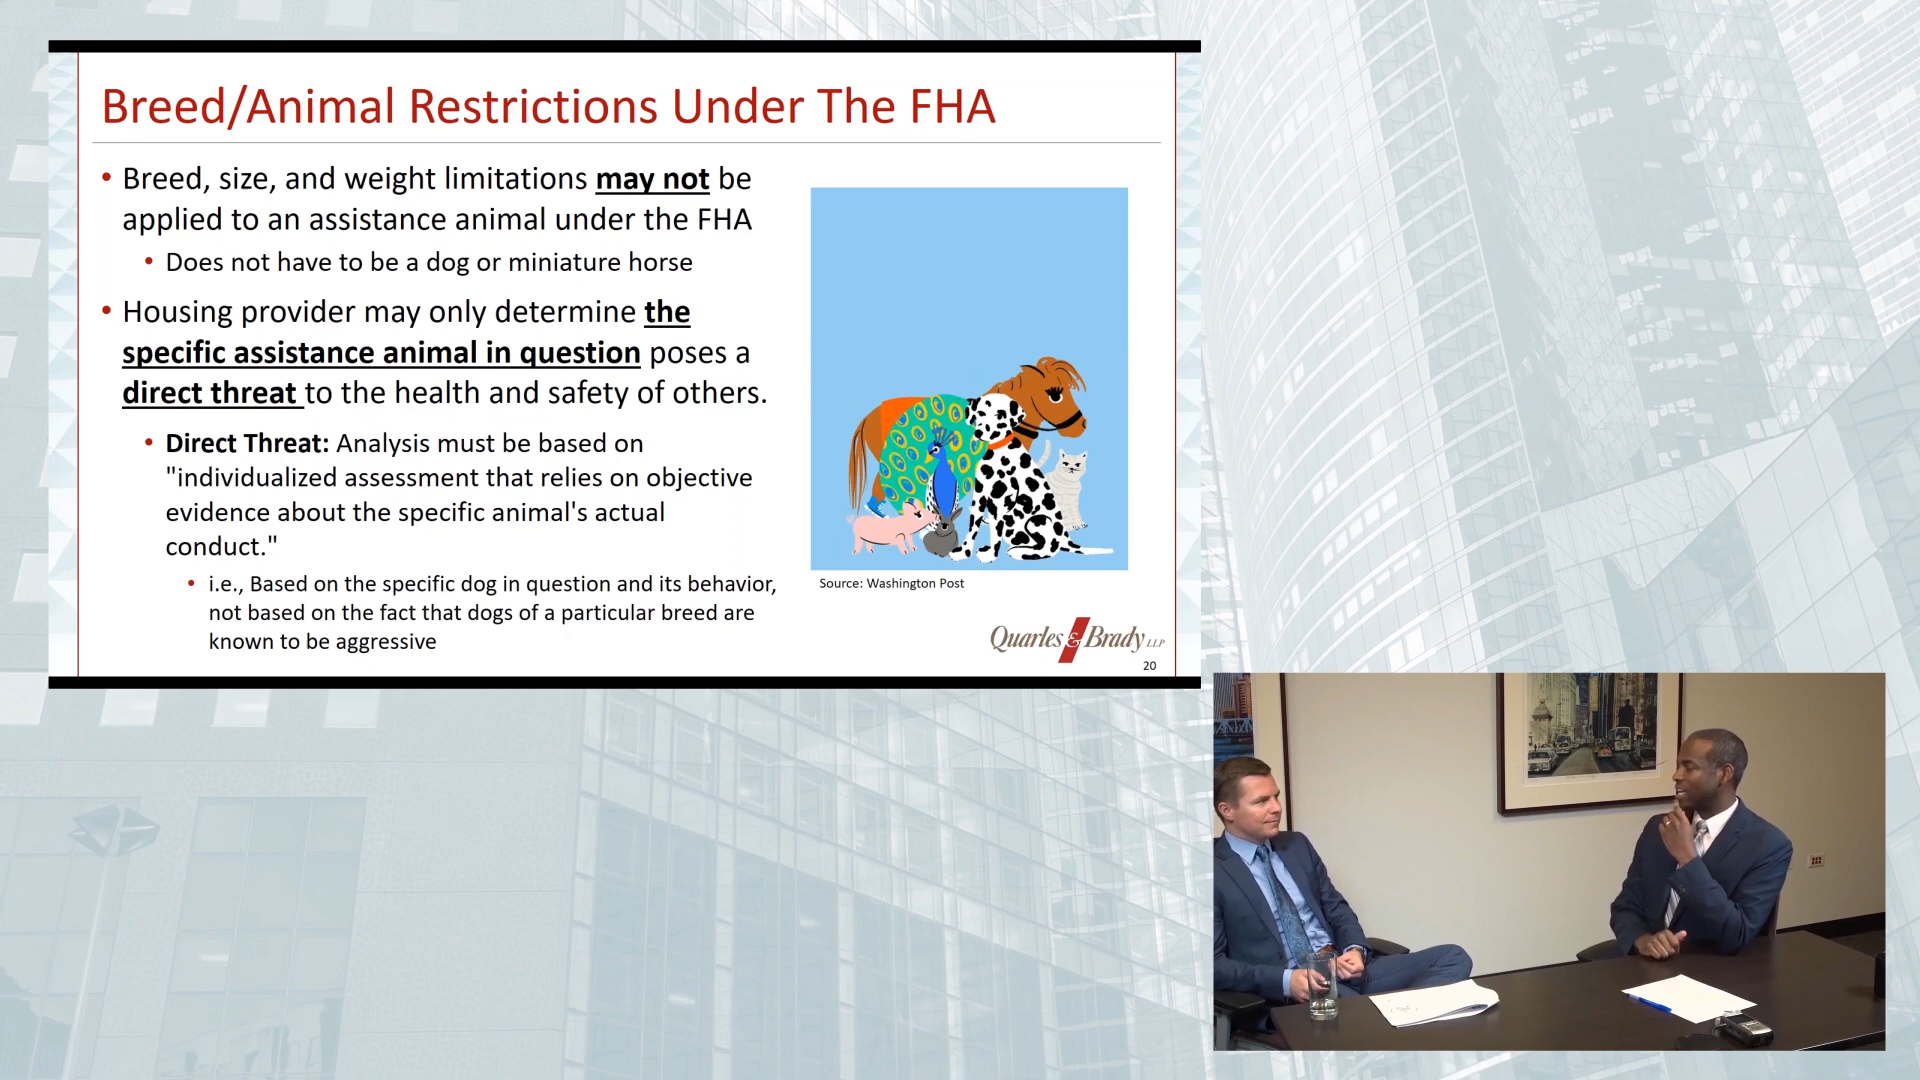 Breed/Animal Restrictions Under The FHA
• Breed, size, and weight limitations may not be
applied to an assistance animal under the FHA
• Does not have to be a dog or miniature horse
• Housing provider may only determine the
specific assistance animal in question poses a
direct threat to the health and safety of others.
• Direct Threat: Analysis must be based on
"individualized assessment that relies on objective
evidence about the specific animal's actual
conduct."
• i.e., Based on the specific dog in question and its behavior,
not based on the fact that dogs of a particular breed are
known to be aggressive
Source: Washington Post
Quarles & Brady LLP
20